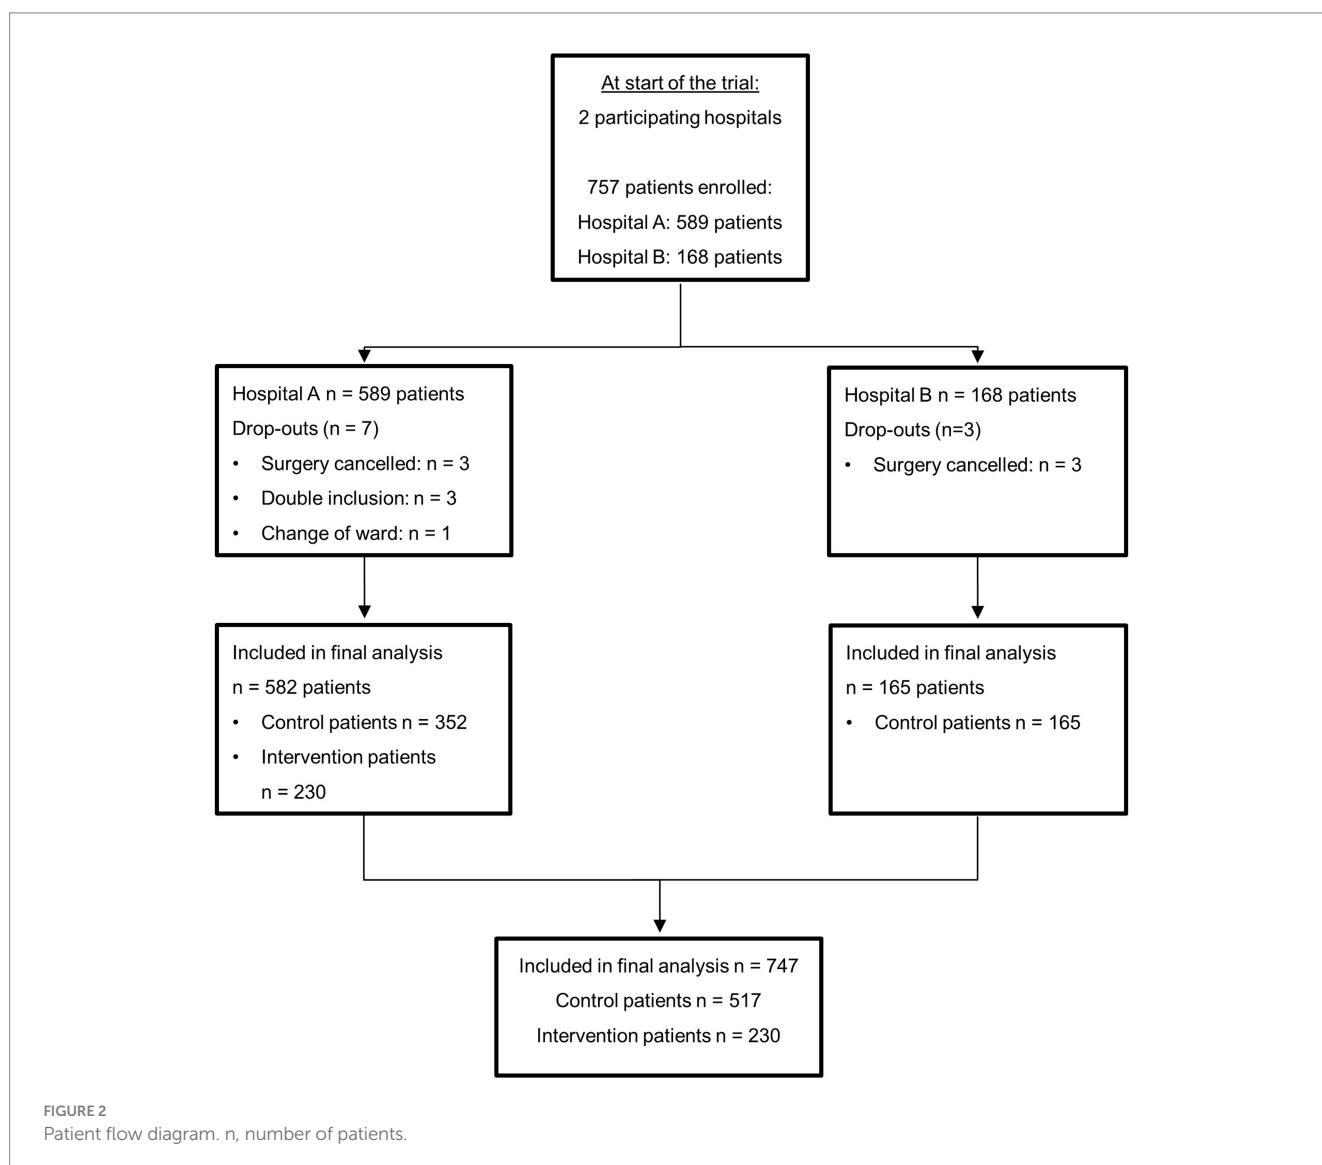 At start of the trial:
2 participating hospitals
757 patients enrolled:
Hospital A: 589 patients
Hospital B: 168 patients
Hospital A n = 589 patients
Drop-outs (n = 7)
• Surgery cancelled: n = 3
• Double inclusion: n = 3
• Change of ward: n = 1
Hospital B n = 168 patients
Drop-outs (n=3)
• Surgery cancelled: n = 3
Included in final analysis
n = 582 patients
• Control patients n = 352
• Intervention patients
n = 230
Included in final analysis
n = 165 patients
• Control patients n = 165
Included in final analysis n = 747
Control patients n = 517
Intervention patients n = 230
FIGURE 2
Patient flow diagram. n, number of patients.